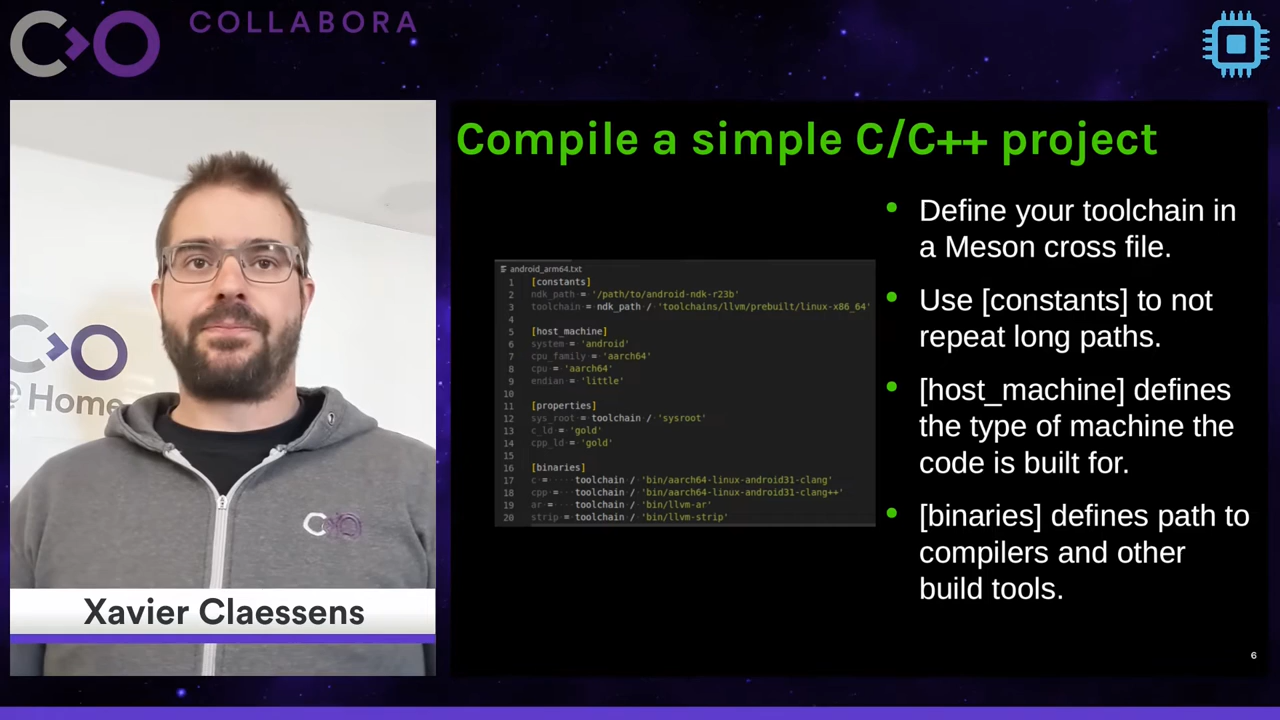 COLLABORA
@ Home
Xavier Claessens
Compile a simple C/C++ project
android_arm64.txt
1 [constants]
2 ndk_path = '/path/to/android-ndk-r23b'
3 toolchain = ndk_path / 'toolchains/llvm/prebuilt/linux-x86_64'
4
5 [host_machine]
6 system = 'android'
7 cpu_family = 'aarch64'
8 cpu = 'aarch64'
9 endian = 'little'
10
11 [properties]
12 sys_root = toolchain / 'sysroot'
13 c_ld = 'gold'
14 cpp_ld = 'gold'
15
16 [binaries]
17 c = toolchain / 'bin/aarch64-linux-android31-clang'
18 cpp = toolchain / 'bin/aarch64-linux-android31-clang++'
19 ar = toolchain / 'bin/llvm-ar'
20 strip = toolchain / 'bin/llvm-strip'
• Define your toolchain in
a Meson cross file.
• Use [constants] to not
repeat long paths.
• [host_machine] defines
the type of machine the
code is built for.
• [binaries] defines path to
compilers and other
build tools.
6